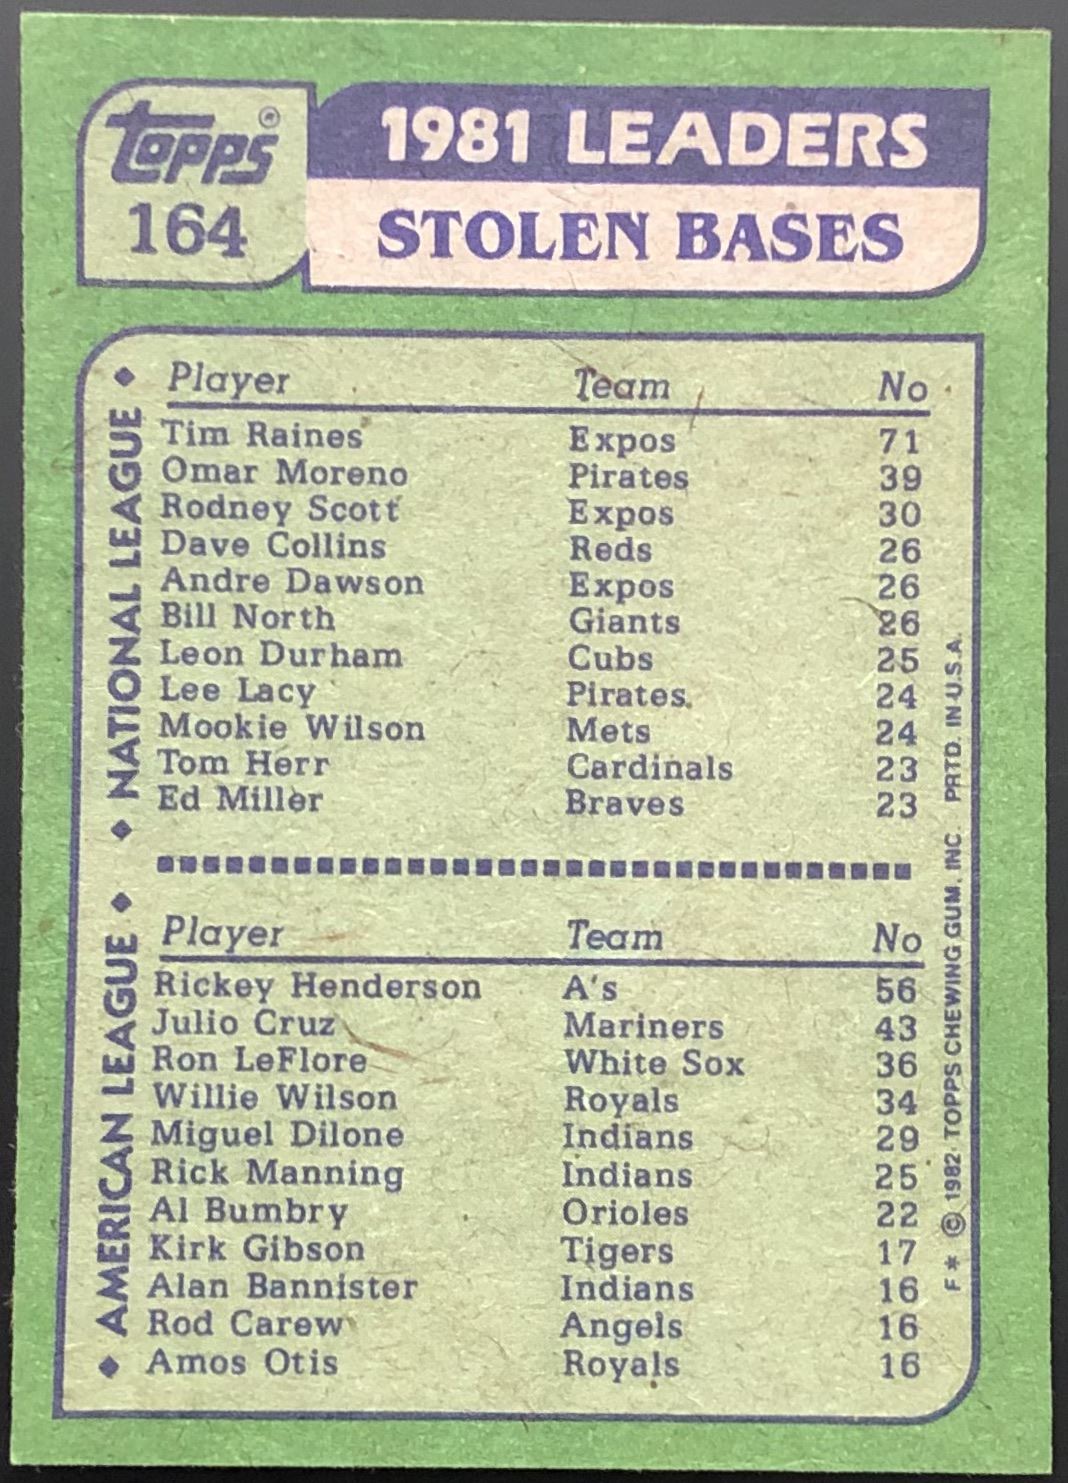 Topps®
164
1981 LEADERS
STOLEN BASES
NATIONAL LEAGUE
Player Team No
Tim Raines Expos 71
Omar Moreno Pirates 39
Rodney Scott Expos 30
Dave Collins Reds 26
Andre Dawson Expos 26
Bill North Giants 26
Leon Durham Cubs 25
Lee Lacy Pirates 24
Mookie Wilson Mets 24
Tom Herr Cardinals 23
Ed Miller Braves 23
AMERICAN LEAGUE
Player Team No
Rickey Henderson A's 56
Julio Cruz Mariners 43
Ron LeFlore White Sox 36
Willie Wilson Royals 34
Miguel Dilone Indians 29
Rick Manning Indians 25
Al Bumbry Orioles 22
Kirk Gibson Tigers 17
Alan Bannister Indians 16
Rod Carew Angels 16
Amos Otis Royals 16
F* © 1982 TOPPS CHEWING GUM, INC. PRTD. IN U.S.A.